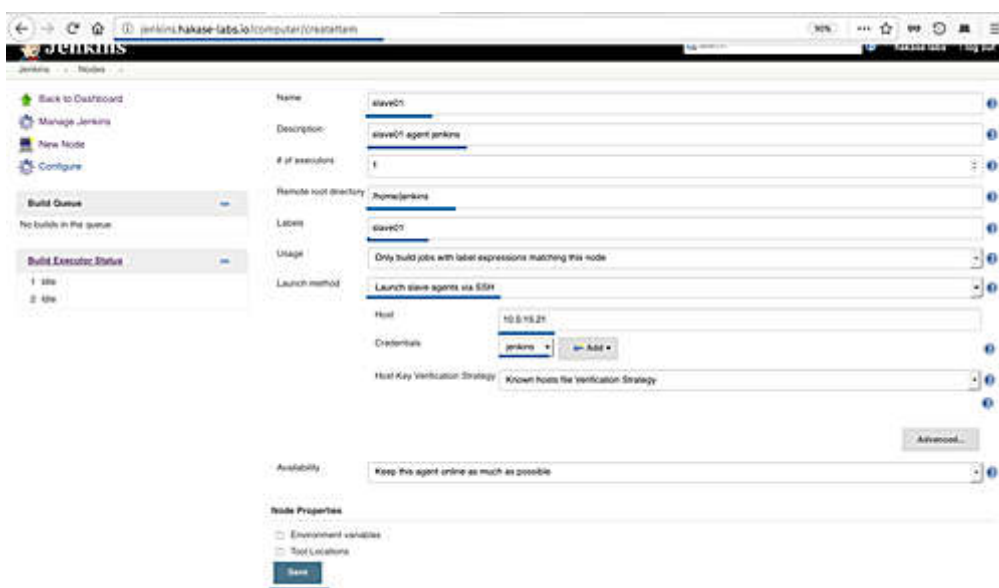 jenkins.hakase-labs.io/computer/createItem
90%
Jenkins
hakase-labs | log out
Jenkins Nodes
Back to Dashboard
Manage Jenkins
New Node
Configure
Build Queue
No builds in the queue.
Build Executor Status
1 Idle
2 Idle
Name slave01
Description slave01 agent jenkins
# of executors 1
Remote root directory /home/jenkins
Labels slave01
Usage Only build jobs with label expressions matching this node
Launch method Launch slave agents via SSH
Host 10.0.15.21
Credentials jenkins Add
Host Key Verification Strategy Known hosts file Verification Strategy
Advanced...
Availability Keep this agent online as much as possible
Node Properties
Environment variables
Tool Locations
Save